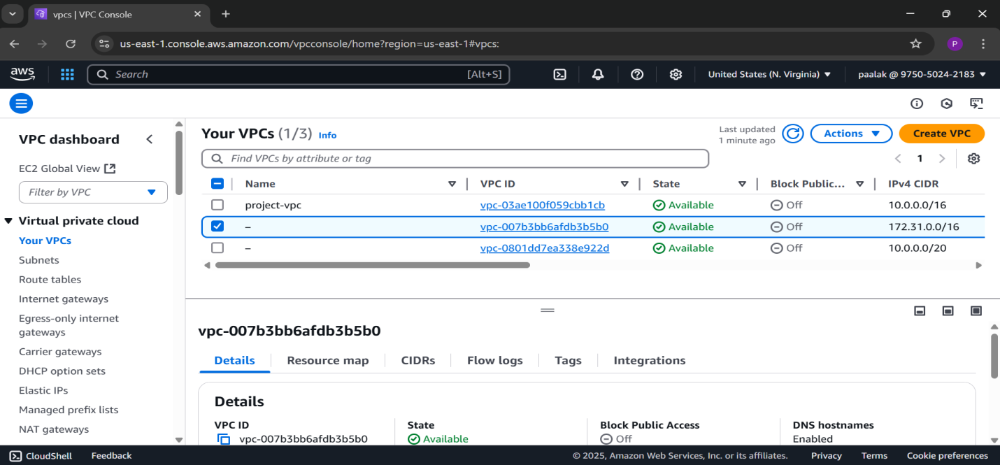 vpcs | VPC Console
us-east-1.console.aws.amazon.com/vpcconsole/home?region=us-east-1#vpcs:
P
aws
Search [Alt+S]
United States (N. Virginia)
paalak @ 9750-5024-2183
VPC dashboard
EC2 Global View
Filter by VPC
Virtual private cloud
Your VPCs
Subnets
Route tables
Internet gateways
Egress-only internet
gateways
Carrier gateways
DHCP option sets
Elastic IPs
Managed prefix lists
NAT gateways
Your VPCs (1/3) Info
Last updated
1 minute ago
Actions
Create VPC
Find VPCs by attribute or tag
1
Name VPC ID State Block Public... IPv4 CIDR
project-vpc vpc-03ae100f059cbb1cb Available Off 10.0.0.0/16
– vpc-007b3bb6afdb3b5b0 Available Off 172.31.0.0/16
– vpc-0801dd7ea338e922d Available Off 10.0.0.0/20
vpc-007b3bb6afdb3b5b0
Details Resource map CIDRs Flow logs Tags Integrations
Details
VPC ID State Block Public Access DNS hostnames
vpc-007b3bb6afdb3b5b0 Available Off Enabled
CloudShell Feedback © 2025, Amazon Web Services, Inc. or its affiliates. Privacy Terms Cookie preferences